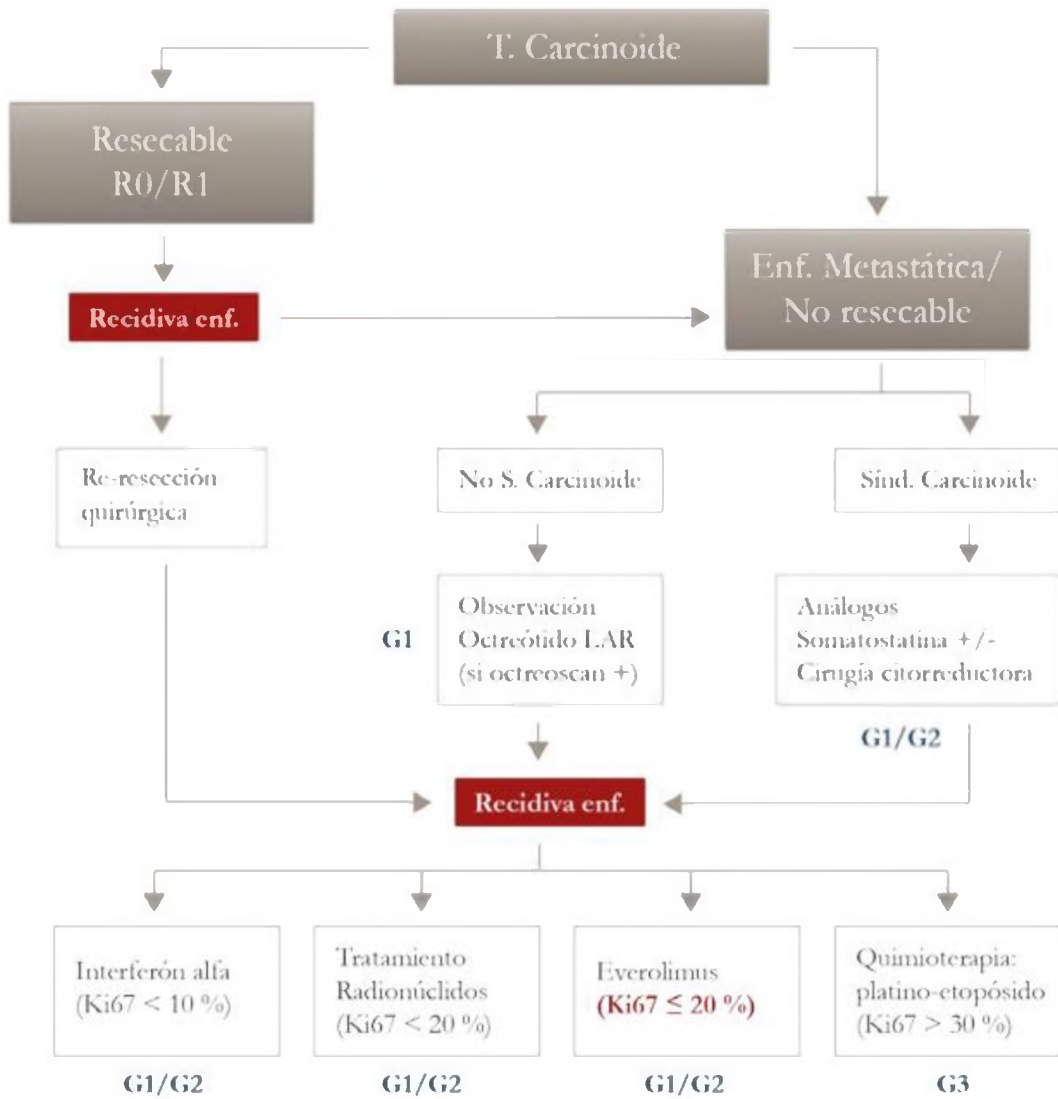 T. Carcinoide
Resecable
R0/R1
Enf. Metastática/
No resecable
Recidiva enf.
Re-resección
quirúrgica
No S. Carcinoide
Sínd. Carcinoide
G1
Observación
Octreótido LAR
(si octreoscan +)
Análogos
Somatostatina +/-
Cirugía citorreductora
G1/G2
Recidiva enf.
Interferón alfa
(Ki67 < 10 %)
G1/G2
Tratamiento
Radionúclidos
(Ki67 < 20 %)
G1/G2
Everolimus
(Ki67 ≤ 20 %)
G1/G2
Quimioterapia:
platino-etopósido
(Ki67 > 30 %)
G3